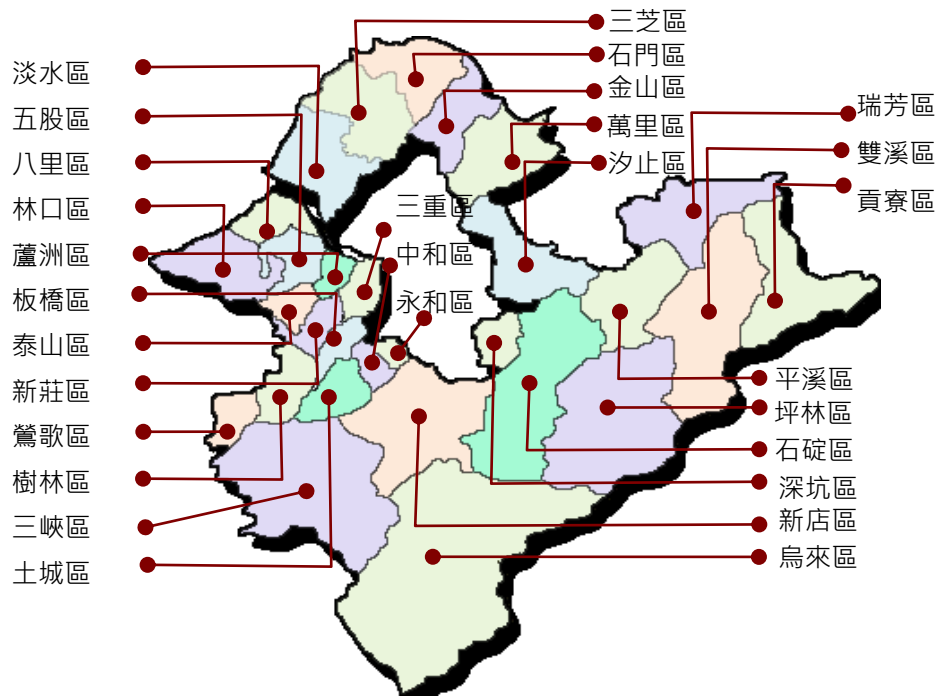 三芝區
石門區
金山區
萬里區
汐止區
淡水區
五股區
八里區
林口區
蘆洲區
板橋區
泰山區
新莊區
鶯歌區
樹林區
三峽區
土城區
三重區
中和區
永和區
瑞芳區
雙溪區
貢寮區
平溪區
坪林區
石碇區
深坑區
新店區
烏來區